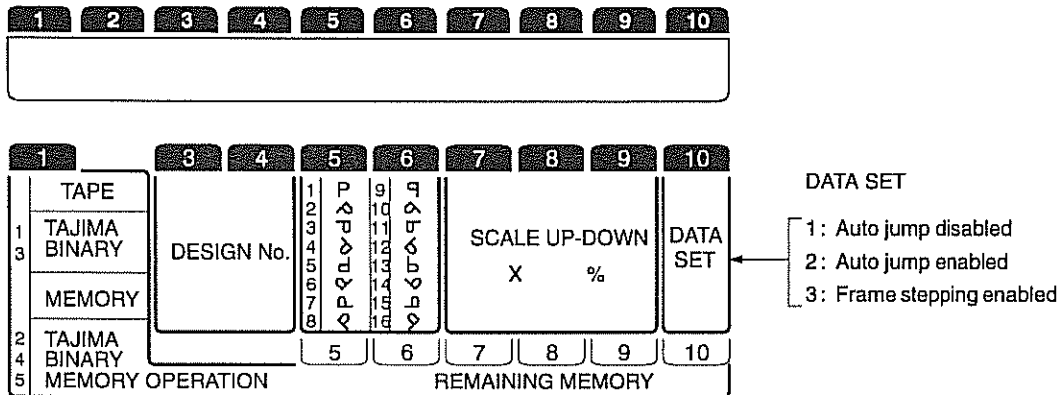 1 2 3 4 5 6 7 8 9 10
1 3 4 5 6 7 8 9 10
TAPE
1 TAJIMA
3 BINARY
MEMORY
2 TAJIMA
4 BINARY
5 MEMORY OPERATION
DESIGN No.
1 P 9
2 10
3 11
4 12
5 d 13 b
6 14
7 15
8 16
SCALE UP-DOWN
X %
DATA
SET
5 6 7 8 9 10
REMAINING MEMORY
DATA SET
1: Auto jump disabled
2: Auto jump enabled
3: Frame stepping enabled